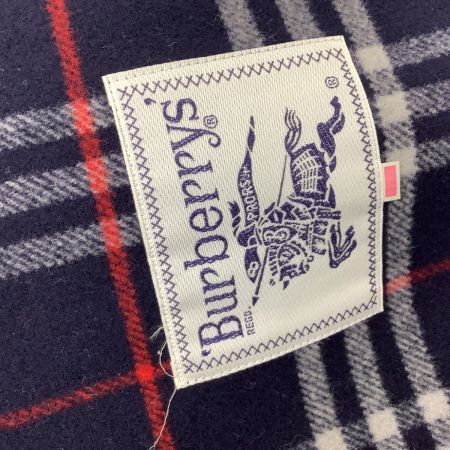 'Burberrys'®
REGD.
PRORSUM
®